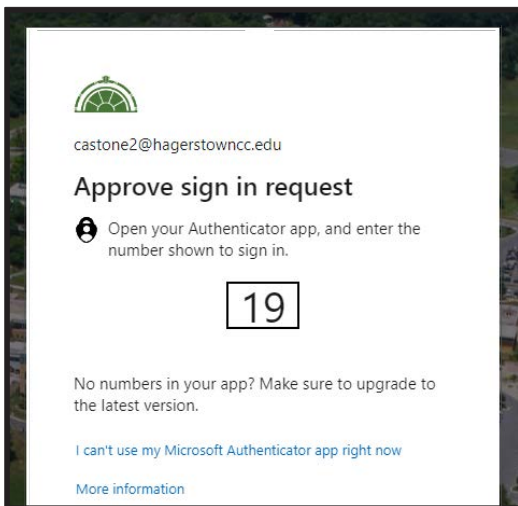 castone2@hagerstowncc.edu
Approve sign in request
Open your Authenticator app, and enter the
number shown to sign in.
19
No numbers in your app? Make sure to upgrade to
the latest version.
I can't use my Microsoft Authenticator app right now
More information